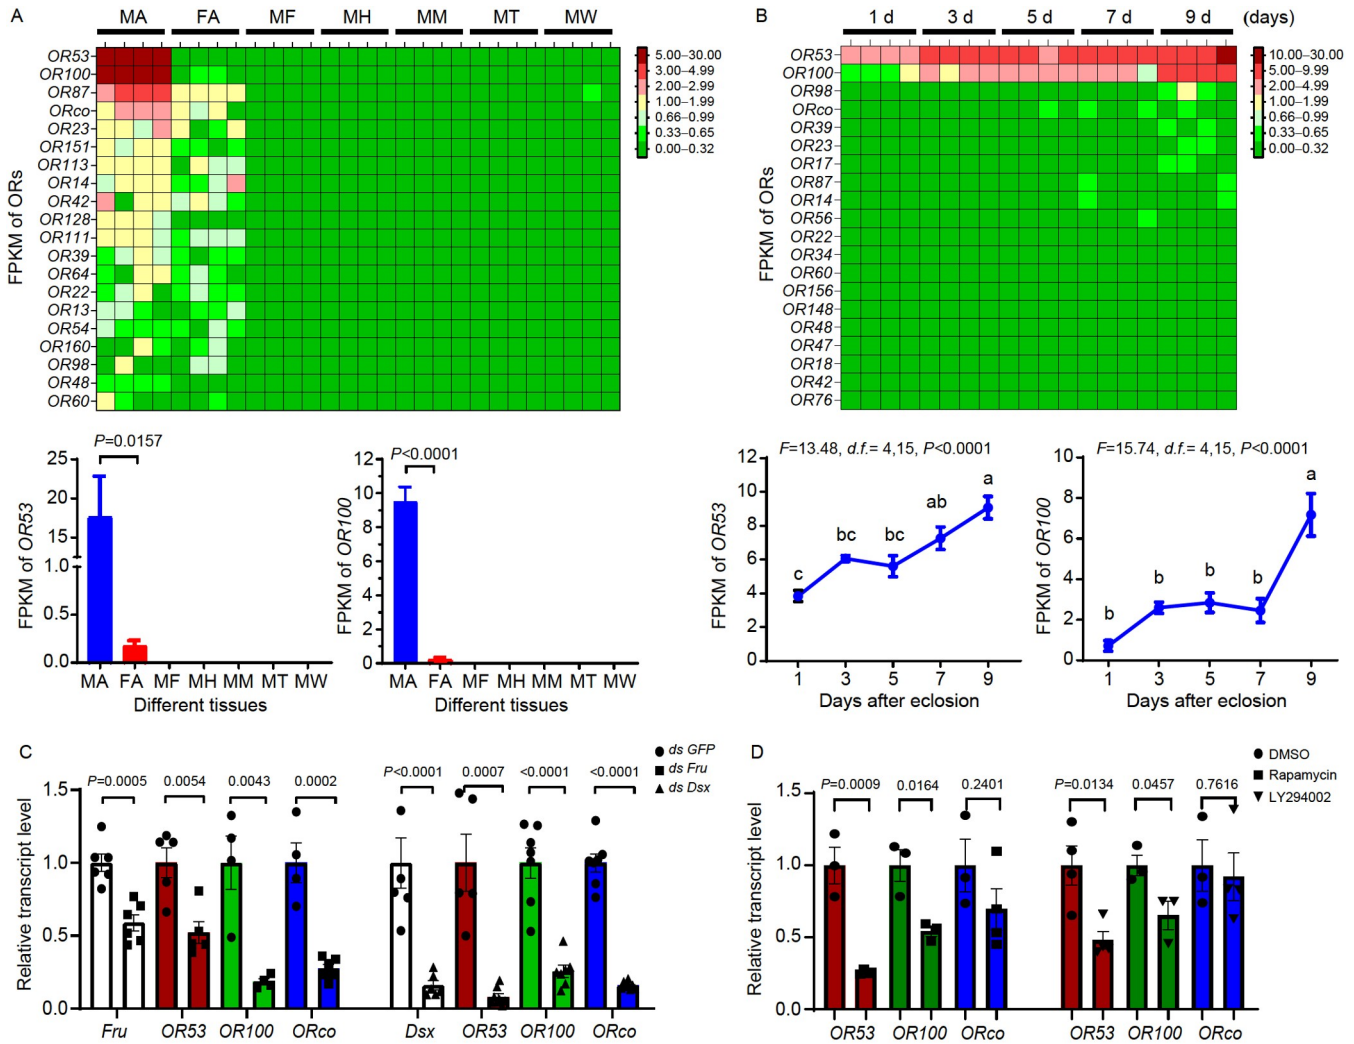 A
MA FA MF MH MM MT MW
FPKM of ORs
OR53
OR100
OR87
ORco
OR23
OR151
OR113
OR14
OR42
OR128
OR111
OR39
OR64
OR22
OR13
OR54
OR160
OR98
OR48
OR60
5.00–30.00
3.00–4.99
2.00–2.99
1.00–1.99
0.66–0.99
0.33–0.65
0.00–0.32
P=0.0157
FPKM of OR53
25
20
15
1.0
0.5
0.0
MA FA MF MH MM MT MW
Different tissues
P<0.0001
FPKM of OR100
12
10
8
6
4
2
0
MA FA MF MH MM MT MW
Different tissues
B
1 d 3 d 5 d 7 d 9 d (days)
FPKM of ORs
OR53
OR100
OR98
ORco
OR39
OR23
OR17
OR87
OR14
OR56
OR22
OR34
OR60
OR156
OR148
OR48
OR47
OR18
OR42
OR76
10.00–30.00
5.00–9.99
2.00–4.99
1.00–1.99
0.66–0.99
0.33–0.65
0.00–0.32
F=13.48, d.f.= 4,15, P<0.0001
FPKM of OR53
12
10
8
6
4
2
0
c bc bc ab a
1 3 5 7 9
Days after eclosion
F=15.74, d.f.= 4,15, P<0.0001
FPKM of OR100
10
8
6
4
2
0
b b b b a
1 3 5 7 9
Days after eclosion
C
ds GFP
ds Fru
ds Dsx
Relative transcript level
1.5
1.0
0.5
0.0
P=0.0005 0.0054 0.0043 0.0002
P<0.0001 0.0007 <0.0001 <0.0001
Fru OR53 OR100 ORco
Dsx OR53 OR100 ORco
D
DMSO
Rapamycin
LY294002
Relative transcript level
1.5
1.0
0.5
0.0
P=0.0009 0.0164 0.2401
P=0.0134 0.0457 0.7616
OR53 OR100 ORco
OR53 OR100 ORco